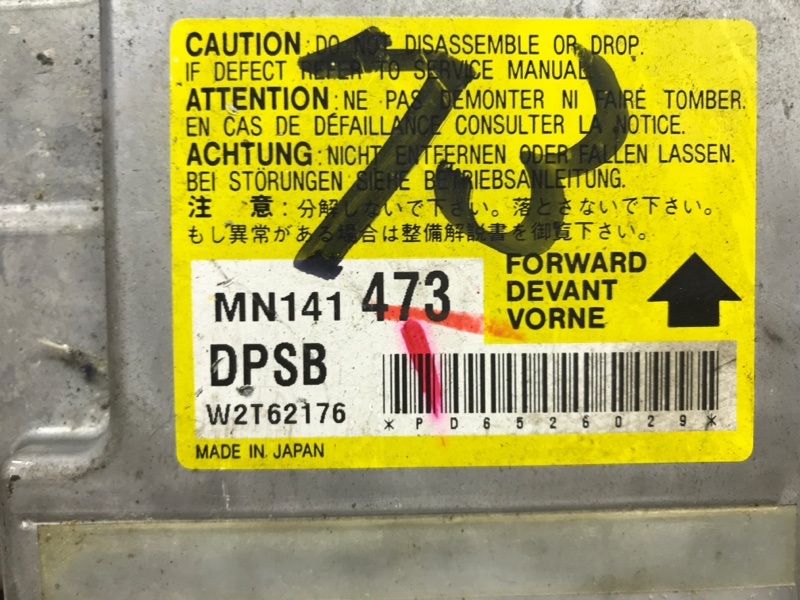 CAUTION : DO NOT DISASSEMBLE OR DROP.
IF DEFECT REFER TO SERVICE MANUAL.
ATTENTION : NE PAS DÉMONTER NI FAIRE TOMBER.
EN CAS DE DÉFAILLANCE CONSULTER LA NOTICE.
ACHTUNG : NICHT ENTFERNEN ODER FALLEN LASSEN.
BEI STÖRUNGEN SIEHE BETRIEBSANLEITUNG.
注 意 : 分解しないで下さい。落とさないで下さい。
もし異常がある場合は整備解説書を御覧下さい。
73
MN141 473
FORWARD
DEVANT
VORNE
DPSB
W2T62176
*PD6526029*
MADE IN JAPAN